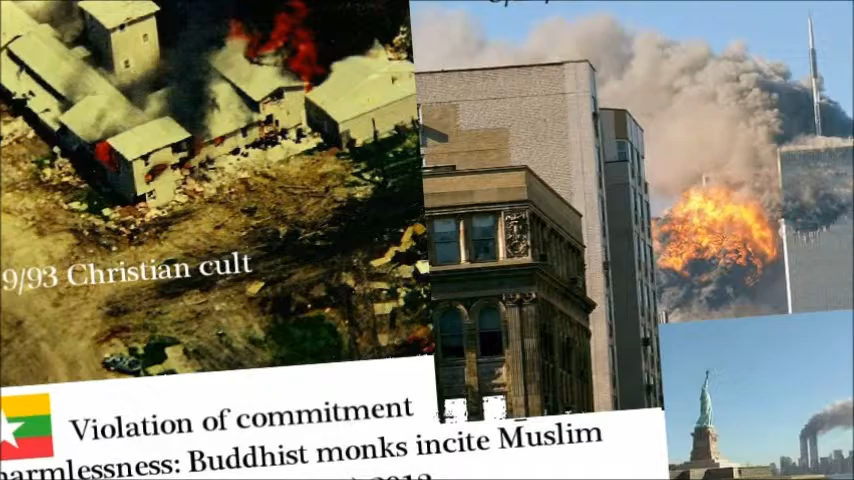 9/93 Christian cult
Violation of commitment
harmlessness: Buddhist monks incite Muslim